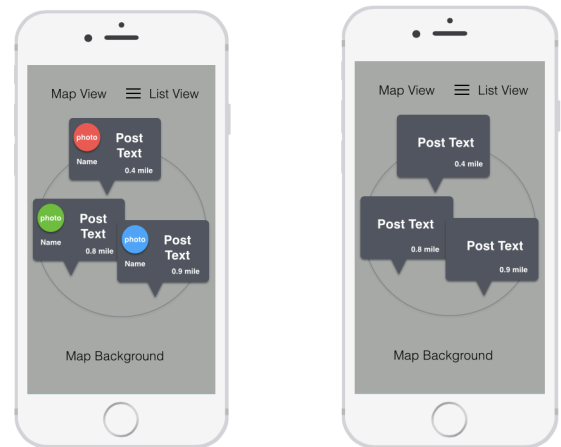 Map View List View
photo
Post
Text
Name
0.4 mile
photo
Post
Text
Name
0.8 mile
photo
Post
Text
Name
0.9 mile
Map Background
Map View List View
Post Text
0.4 mile
Post Text
0.8 mile
Post Text
0.9 mile
Map Background